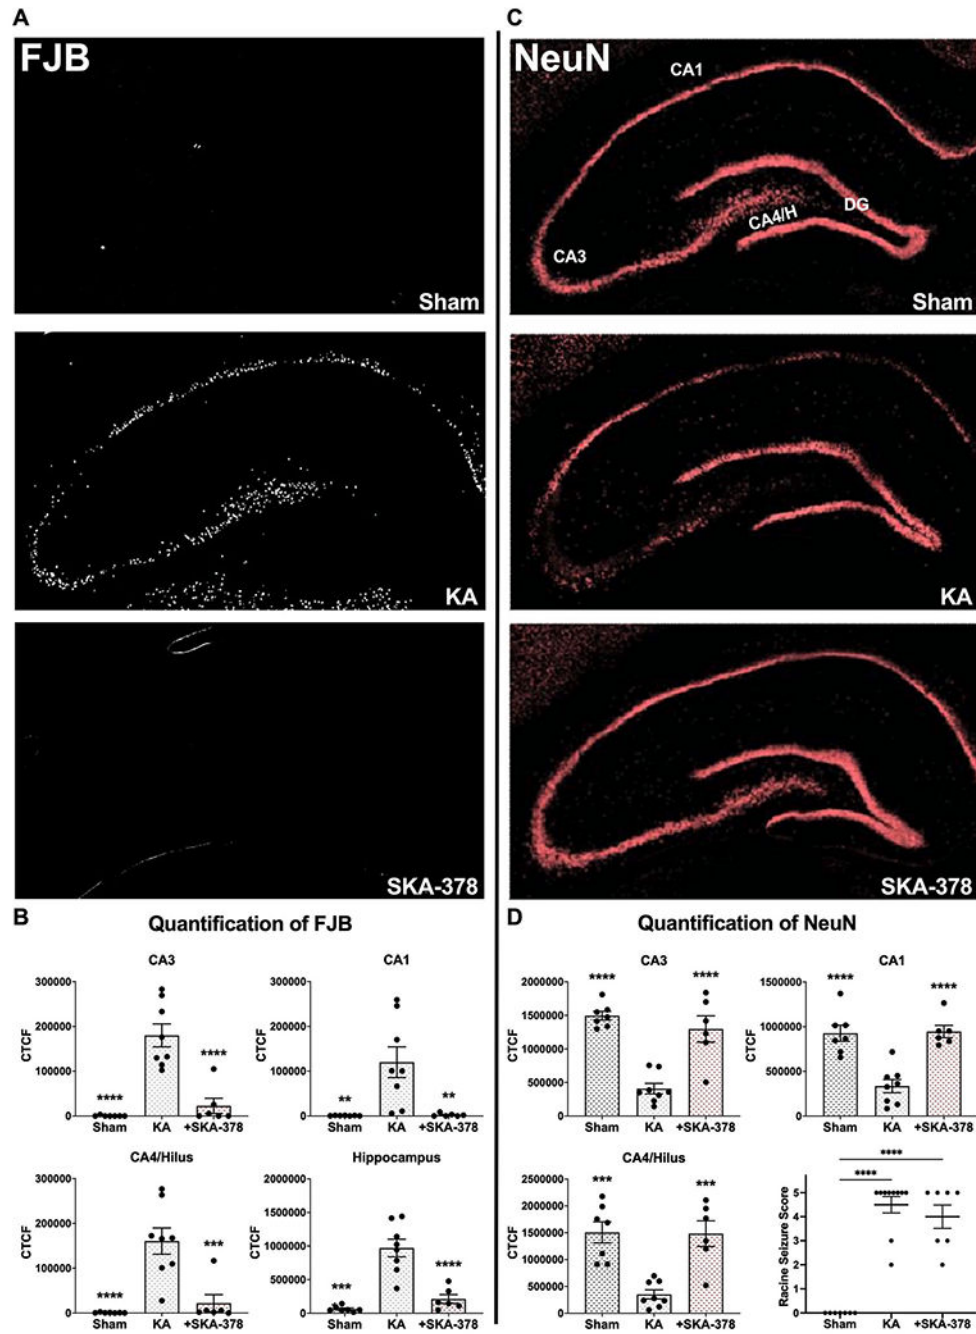 A
FJB
Sham
KA
SKA-378
B
Quantification of FJB
CA3
300000
200000
100000
0
CTCF
****
****
Sham
KA
+SKA-378
CA1
300000
200000
100000
0
CTCF
**
**
Sham
KA
+SKA-378
CA4/Hilus
300000
200000
100000
0
CTCF
****
***
Sham
KA
+SKA-378
Hippocampus
2000000
1500000
1000000
500000
0
CTCF
***
****
Sham
KA
+SKA-378
C
NeuN
CA1
CA4/H
DG
CA3
Sham
KA
SKA-378
D
Quantification of NeuN
CA3
2000000
1500000
1000000
500000
0
CTCF
****
****
Sham
KA
+SKA-378
CA1
1500000
1000000
500000
0
CTCF
****
****
Sham
KA
+SKA-378
CA4/Hilus
2500000
2000000
1500000
1000000
500000
0
CTCF
***
***
Sham
KA
+SKA-378
****
****
5
4
3
2
1
0
Racine Seizure Score
Sham
KA
+SKA-378